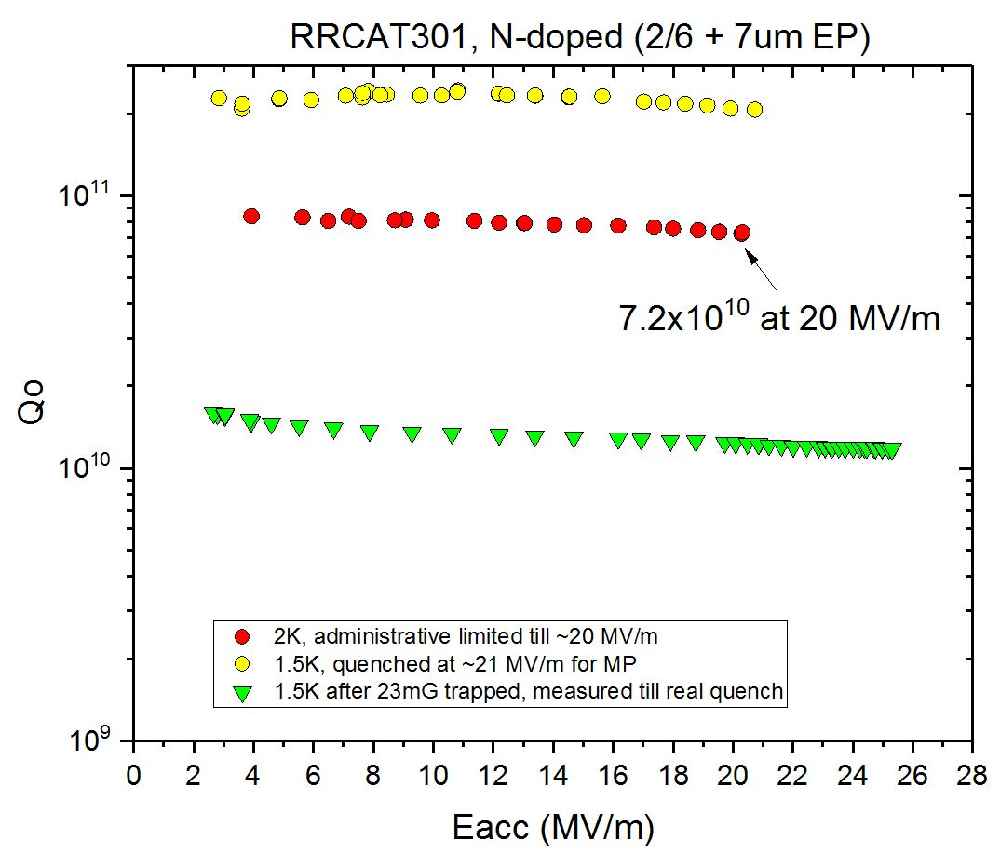 RRCAT301, N-doped (2/6 + 7um EP)
10¹¹
7.2x10¹⁰ at 20 MV/m
Qo
10¹⁰
2K, administrative limited till ~20 MV/m
1.5K, quenched at ~21 MV/m for MP
1.5K after 23mG trapped, measured till real quench
10⁹
0 2 4 6 8 10 12 14 16 18 20 22 24 26 28
Eacc (MV/m)